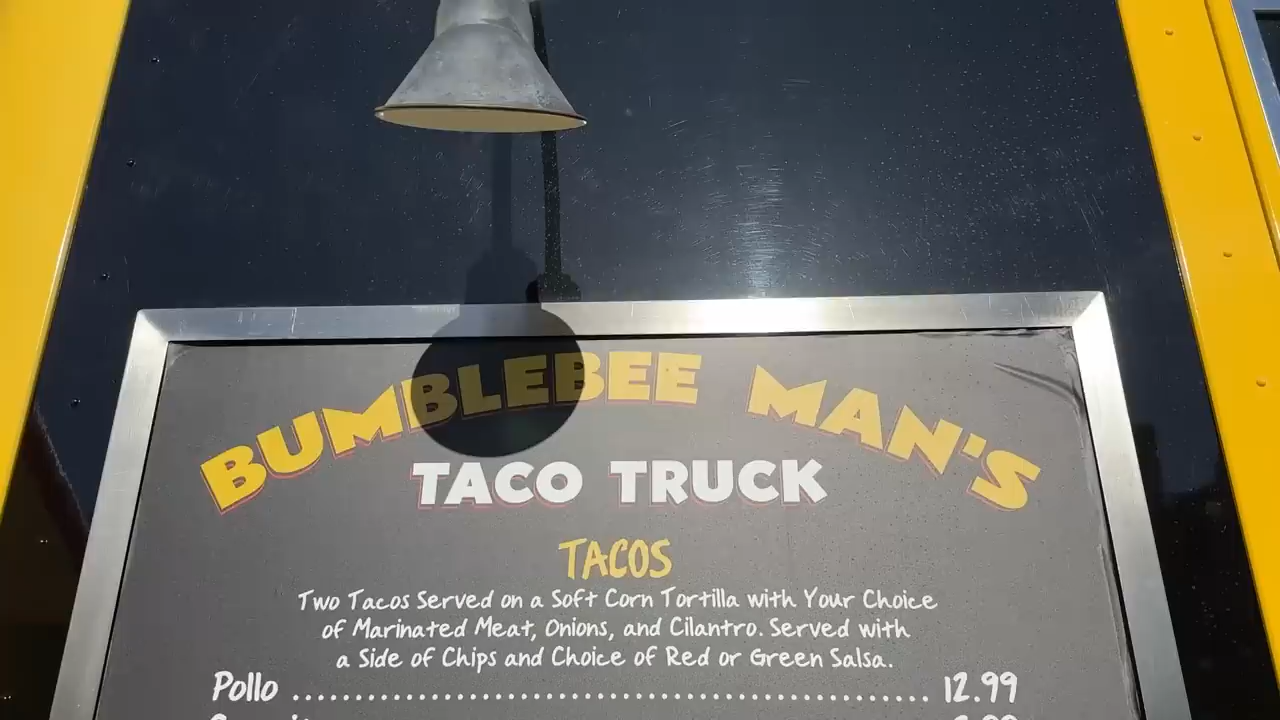 BUMBLEBEE MAN'S
TACO TRUCK
TACOS
Two Tacos Served on a Soft Corn Tortilla with Your Choice
of Marinated Meat, Onions, and Cilantro. Served with
a Side of Chips and Choice of Red or Green Salsa.
Pollo .................................................. 12.99